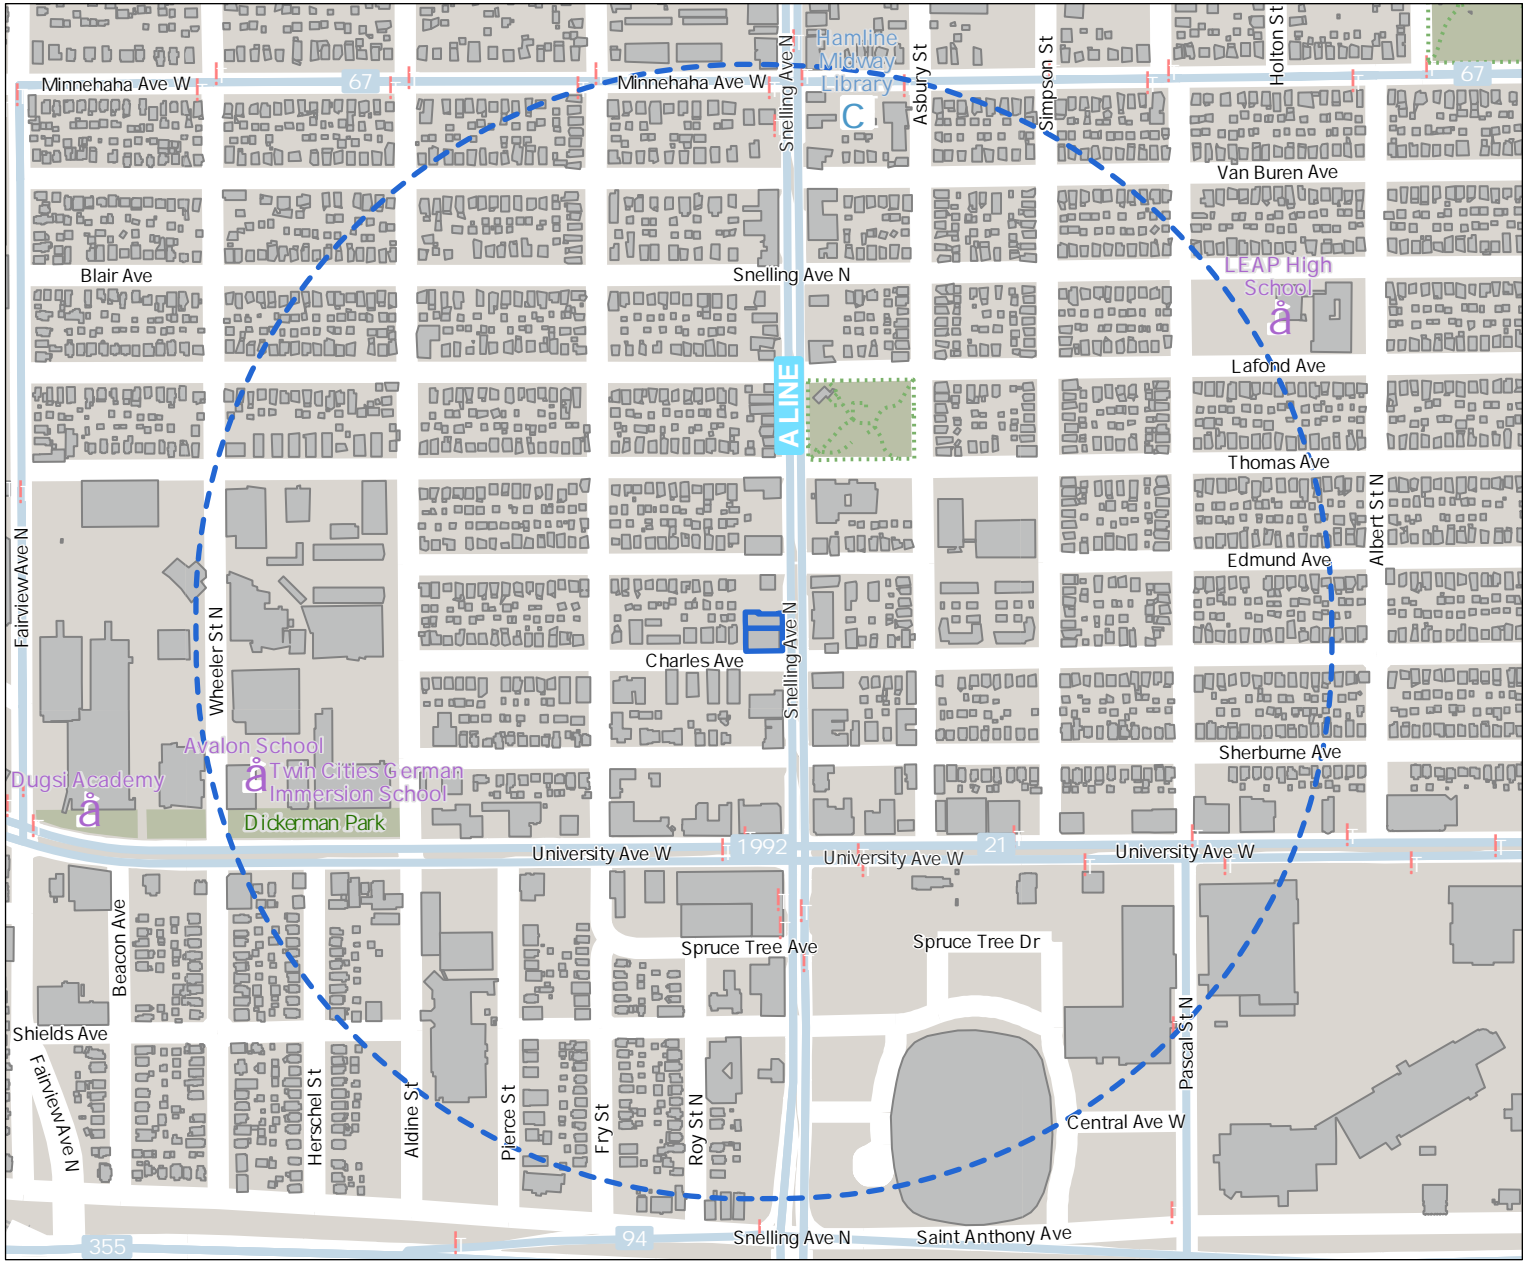 Hamline
Midway
Library
C
Snelling Ave N
Asbury St
Simpson St
Holton St
Minnehaha Ave W
67
Minnehaha Ave W
67
Van Buren Ave
Blair Ave
Snelling Ave N
LEAP High
School
å
Lafond Ave
A LINE
Thomas Ave
Albert St N
Edmund Ave
Fairview Ave N
Wheeler St N
Snelling Ave N
Charles Ave
Sherburne Ave
Avalon School
Dugsi Academy
å
å
Twin Cities German
Immersion School
Dickerman Park
University Ave W
1992
University Ave W
21
University Ave W
Beacon Ave
Spruce Tree Ave
Spruce Tree Dr
Shields Ave
Fairview Ave N
Herschel St
Aldine St
Pierce St
Fry St
Roy St N
Pascal St N
Central Ave W
355
94
Snelling Ave N
Saint Anthony Ave